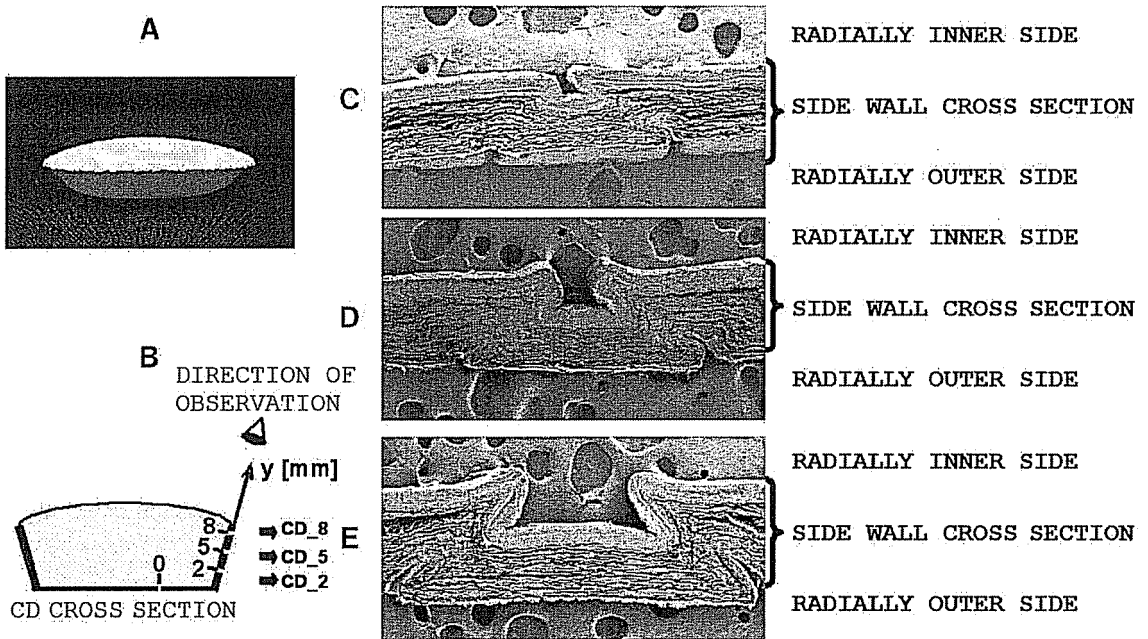 A
B
DIRECTION OF
OBSERVATION
y [mm]
8
5
2
0
CD_8
CD_5
CD_2
CD CROSS SECTION
C
RADIALLY INNER SIDE
SIDE WALL CROSS SECTION
RADIALLY OUTER SIDE
D
RADIALLY INNER SIDE
SIDE WALL CROSS SECTION
RADIALLY OUTER SIDE
E
RADIALLY INNER SIDE
SIDE WALL CROSS SECTION
RADIALLY OUTER SIDE